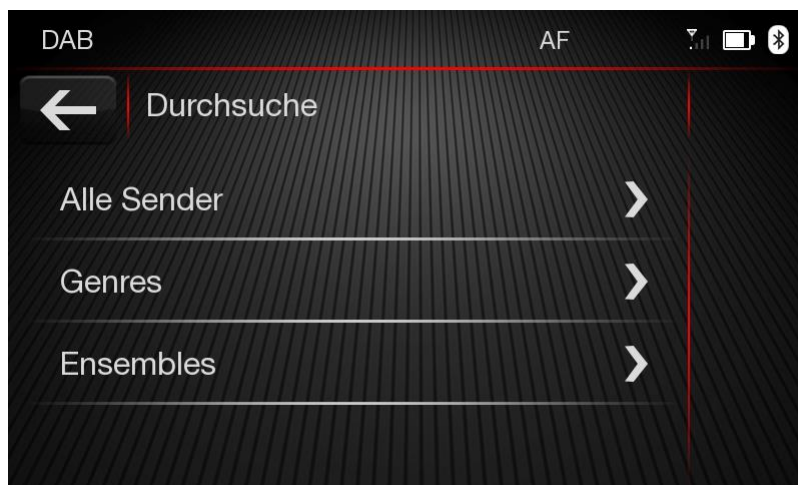 DAB AF
Durchsuche
Alle Sender
Genres
Ensembles